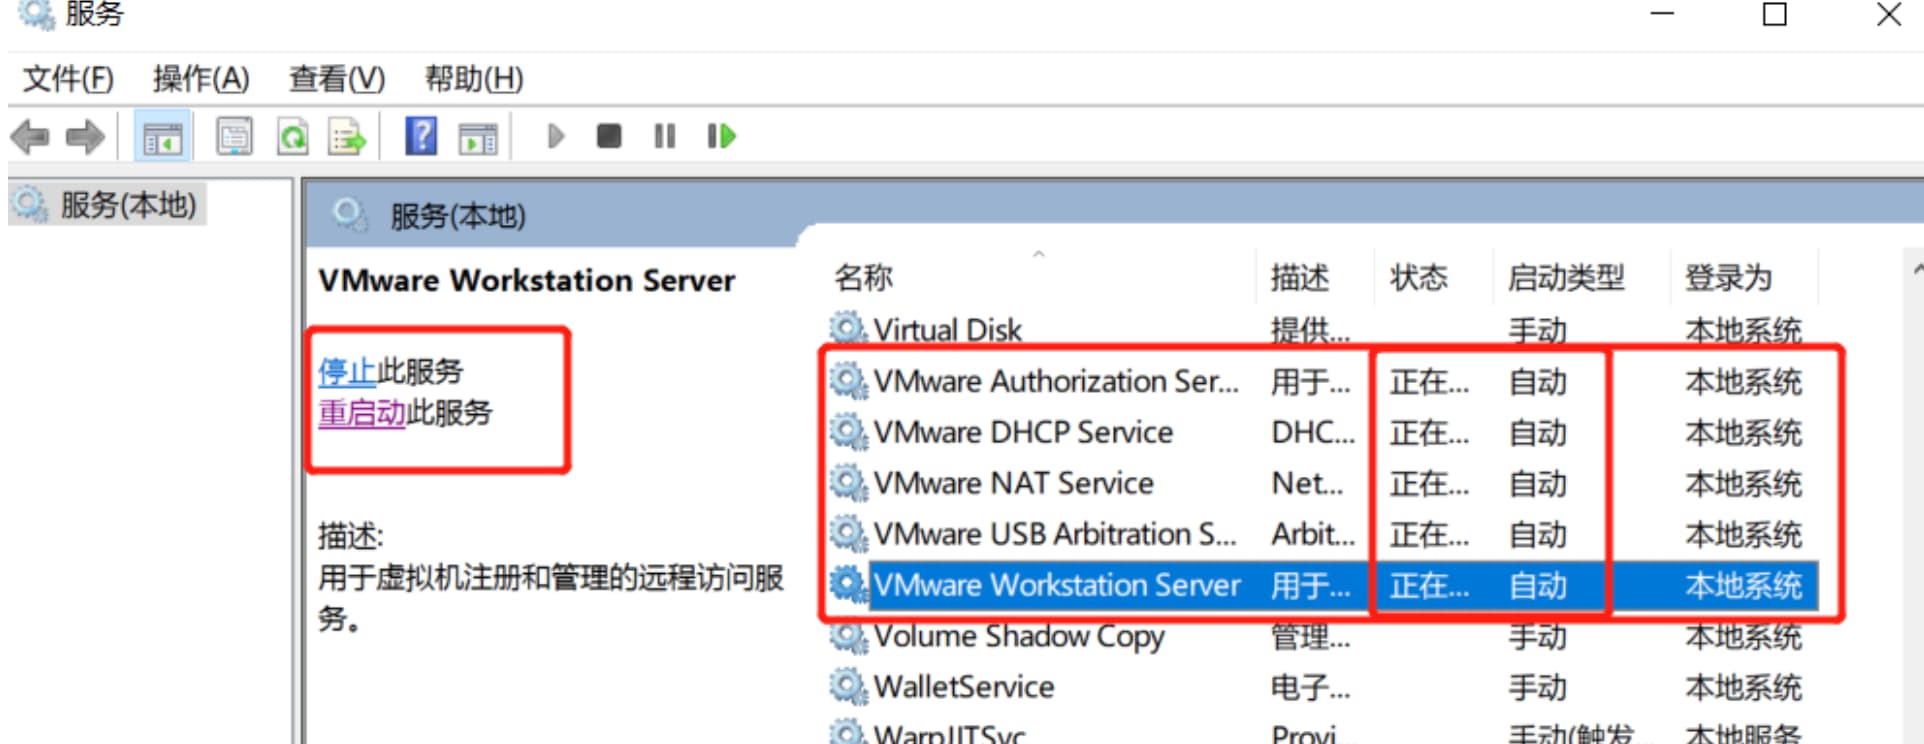 服务
文件(F) 操作(A) 查看(V) 帮助(H)
服务(本地)
服务(本地)
VMware Workstation Server
停止此服务
重启动此服务
描述:
用于虚拟机注册和管理的远程访问服
务。
名称 描述 状态 启动类型 登录为
Virtual Disk 提供... 手动 本地系统
VMware Authorization Ser... 用于... 正在... 自动 本地系统
VMware DHCP Service DHC... 正在... 自动 本地系统
VMware NAT Service Net... 正在... 自动 本地系统
VMware USB Arbitration S... Arbit... 正在... 自动 本地系统
VMware Workstation Server 用于... 正在... 自动 本地系统
Volume Shadow Copy 管理... 手动 本地系统
WalletService 电子... 手动 本地系统
WarpJITSvc Provi... 手动(触发... 本地服务